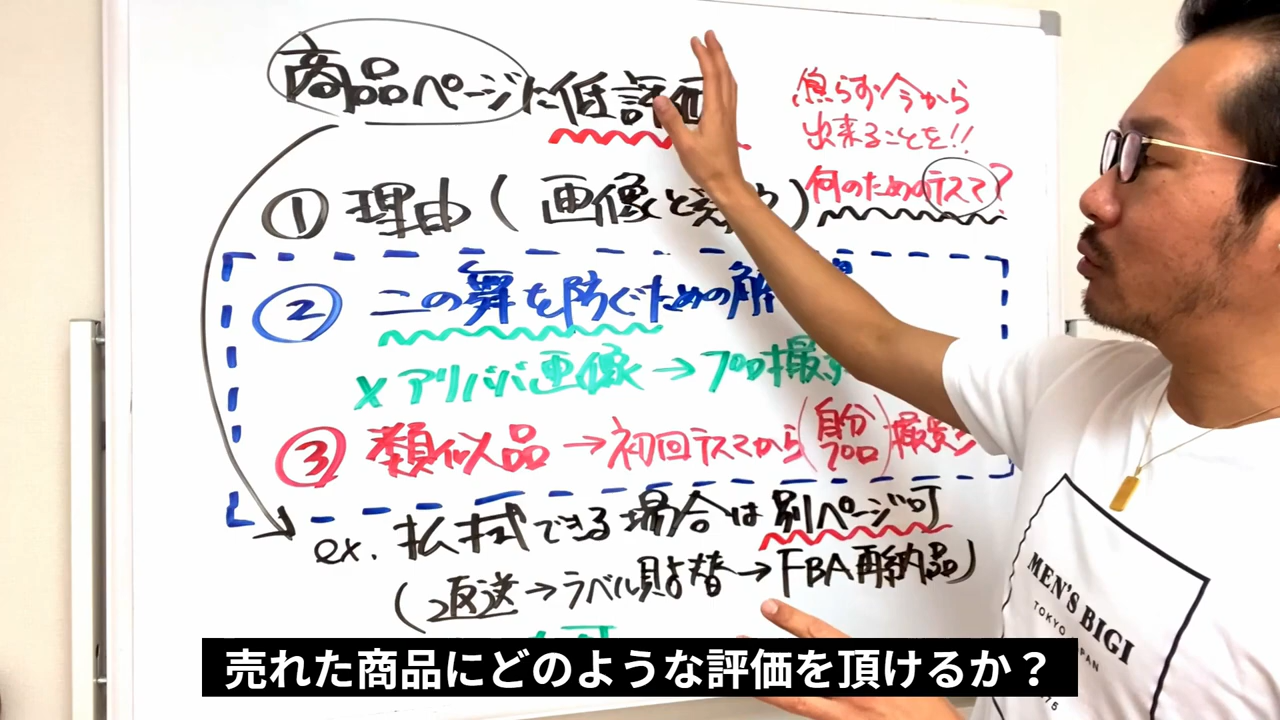 商品ページに低評価
焦らず今から
出来ることを!!
何のためのテスマ?
① 理由(画像と
② 二の舞を防ぐための解
× アリババ画像→プロ撮影
③ 類似品→初回テスマから(自分 プロ)撮影
ex. 払拭できる場合は別ページ可
(返送→ラベル貼替→FBA再納品)
MEN'S BIGI
TOKYO
売れた商品にどのような評価を頂けるか?